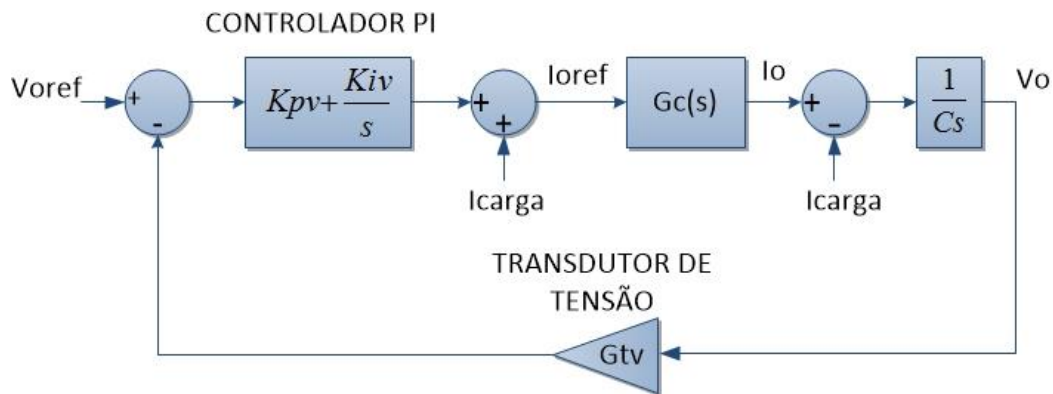 CONTROLADOR PI
Voref
+
-
Kpv+ Kiv/s
+
+
Ioref
Gc(s)
Io
+
-
1/Cs
Vo
Icarga
Icarga
TRANSDUTOR DE
TENSÃO
Gtv